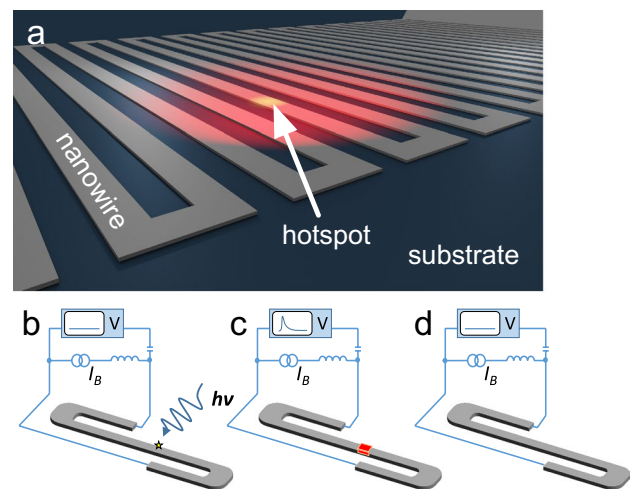 a
nanowire
hotspot
substrate
b
V
I_B
hν
c
V
I_B
d
V
I_B